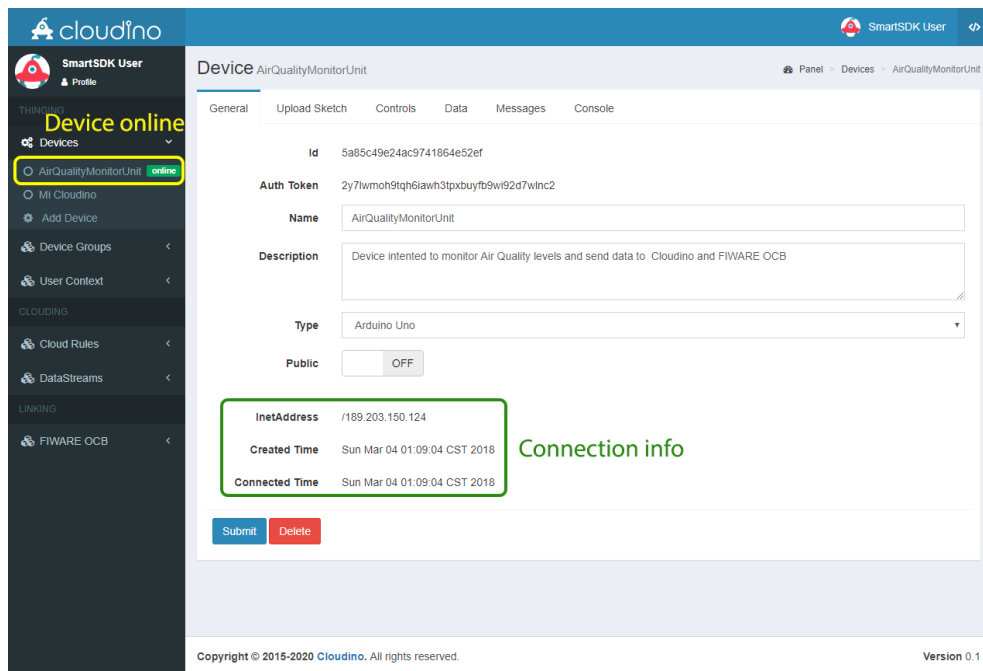 cloudino
SmartSDK User
</>
SmartSDK User
Profile
Device AirQualityMonitorUnit
Panel > Devices > AirQualityMonitorUnit
THINGING
Device online
Devices
AirQualityMonitorUnit online
Mi Cloudino
Add Device
Device Groups
User Context
CLOUDING
Cloud Rules
DataStreams
LINKING
FIWARE OCB
General Upload Sketch Controls Data Messages Console
Id 5a85c49e24ac9741864e52ef
Auth Token 2y7lwmoh9tqh6iawh3tpxbuyfb9wi92d7wlnc2
Name AirQualityMonitorUnit
Description Device intented to monitor Air Quality levels and send data to Cloudino and FIWARE OCB
Type Arduino Uno
Public OFF
InetAddress /189.203.150.124
Created Time Sun Mar 04 01:09:04 CST 2018
Connected Time Sun Mar 04 01:09:04 CST 2018
Connection info
Submit Delete
Copyright © 2015-2020 Cloudino. All rights reserved.
Version 0.1